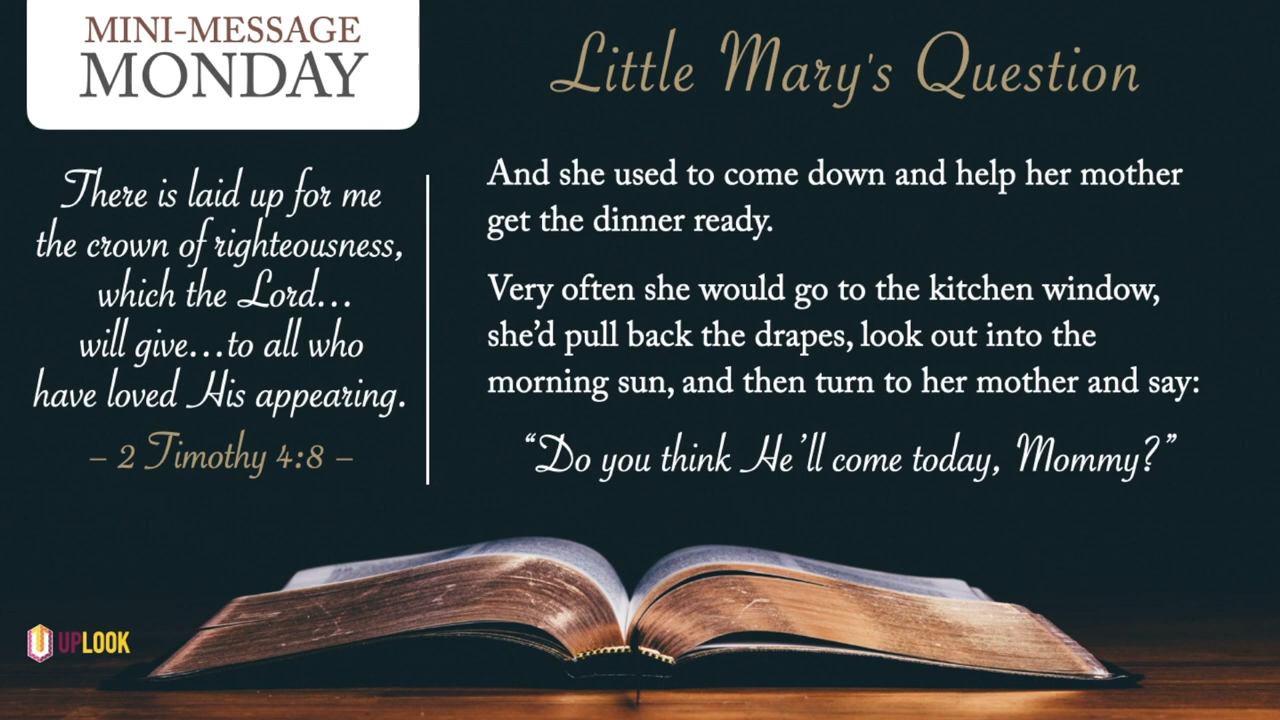 MINI-MESSAGE
MONDAY
Little Mary's Question
There is laid up for me
the crown of righteousness,
which the Lord...
will give...to all who
have loved His appearing.
– 2 Timothy 4:8 –
And she used to come down and help her mother
get the dinner ready.
Very often she would go to the kitchen window,
she’d pull back the drapes, look out into the
morning sun, and then turn to her mother and say:
“Do you think He’ll come today, Mommy?”
UPLOOK